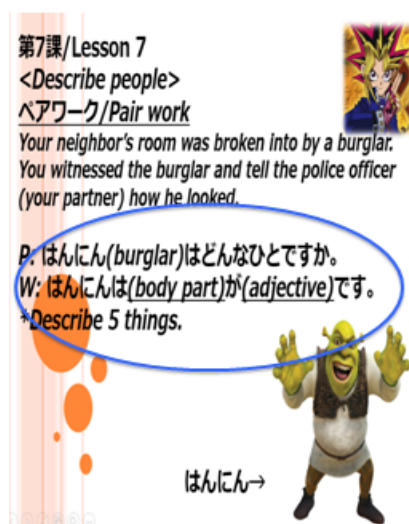 第7課/Lesson 7
<Describe people>
ペアワーク/Pair work
Your neighbor's room was broken into by a burglar.
You witnessed the burglar and tell the police officer
(your partner) how he looked.
P: はんにん(burglar)はどんなひとですか。
W: はんにんは(body part)が(adjective)です。
*Describe 5 things.
はんにん→